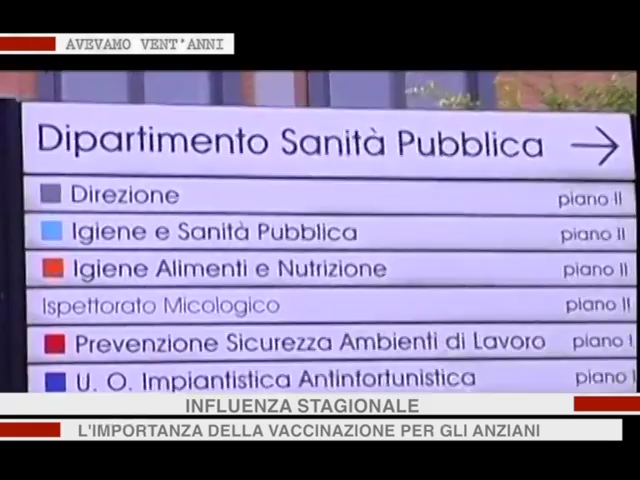 AVEVAMO VENT'ANNI
Dipartimento Sanità Pubblica
Direzione piano II
Igiene e Sanità Pubblica piano II
Igiene Alimenti e Nutrizione piano II
Ispettorato Micologico piano II
Prevenzione Sicurezza Ambienti di Lavoro piano I
U. O. Impiantistica Antinfortunistica piano I
INFLUENZA STAGIONALE
L'IMPORTANZA DELLA VACCINAZIONE PER GLI ANZIANI